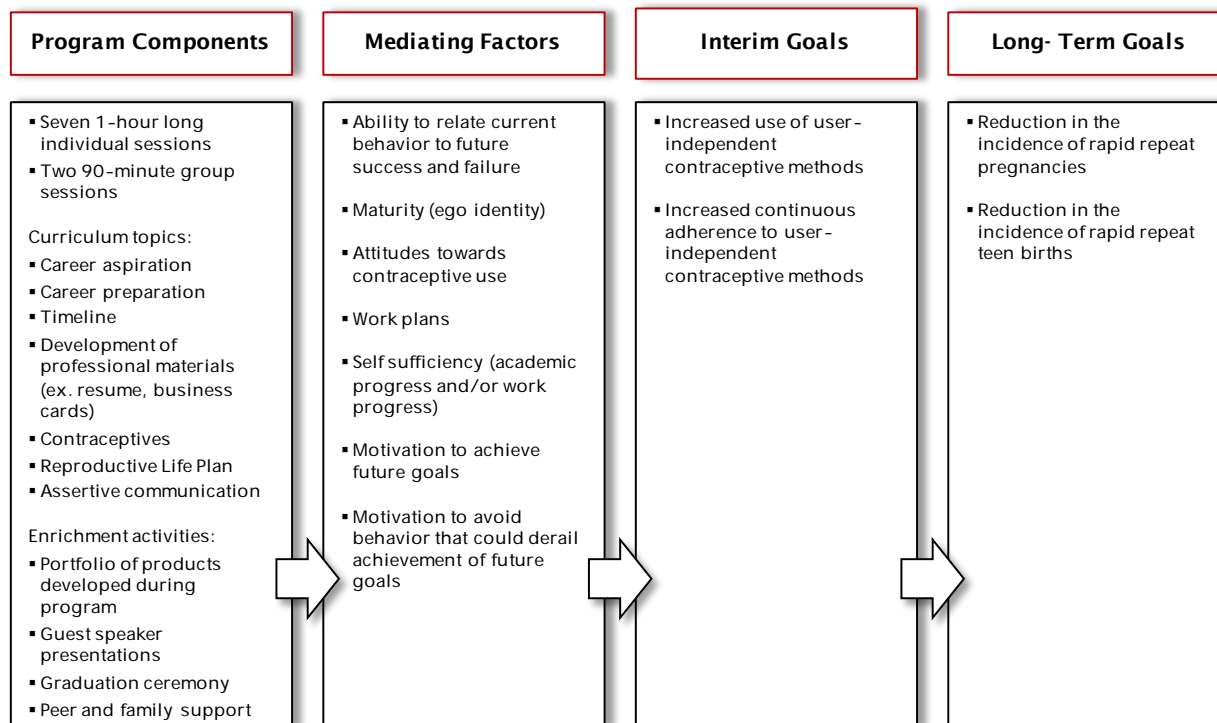 Program Components
▪ Seven 1-hour long
individual sessions
▪ Two 90-minute group
sessions
Curriculum topics:
▪ Career aspiration
▪ Career preparation
▪ Timeline
▪ Development of
professional materials
(ex. resume, business
cards)
▪ Contraceptives
▪ Reproductive Life Plan
▪ Assertive communication
Enrichment activities:
▪ Portfolio of products
developed during
program
▪ Guest speaker
presentations
▪ Graduation ceremony
▪ Peer and family support
Mediating Factors
▪ Ability to relate current
behavior to future
success and failure
▪ Maturity (ego identity)
▪ Attitudes towards
contraceptive use
▪ Work plans
▪ Self sufficiency (academic
progress and/or work
progress)
▪ Motivation to achieve
future goals
▪ Motivation to avoid
behavior that could derail
achievement of future
goals
Interim Goals
▪ Increased use of user-
independent
contraceptive methods
▪ Increased continuous
adherence to user-
independent
contraceptive methods
Long- Term Goals
▪ Reduction in the
incidence of rapid repeat
pregnancies
▪ Reduction in the
incidence of rapid repeat
teen births